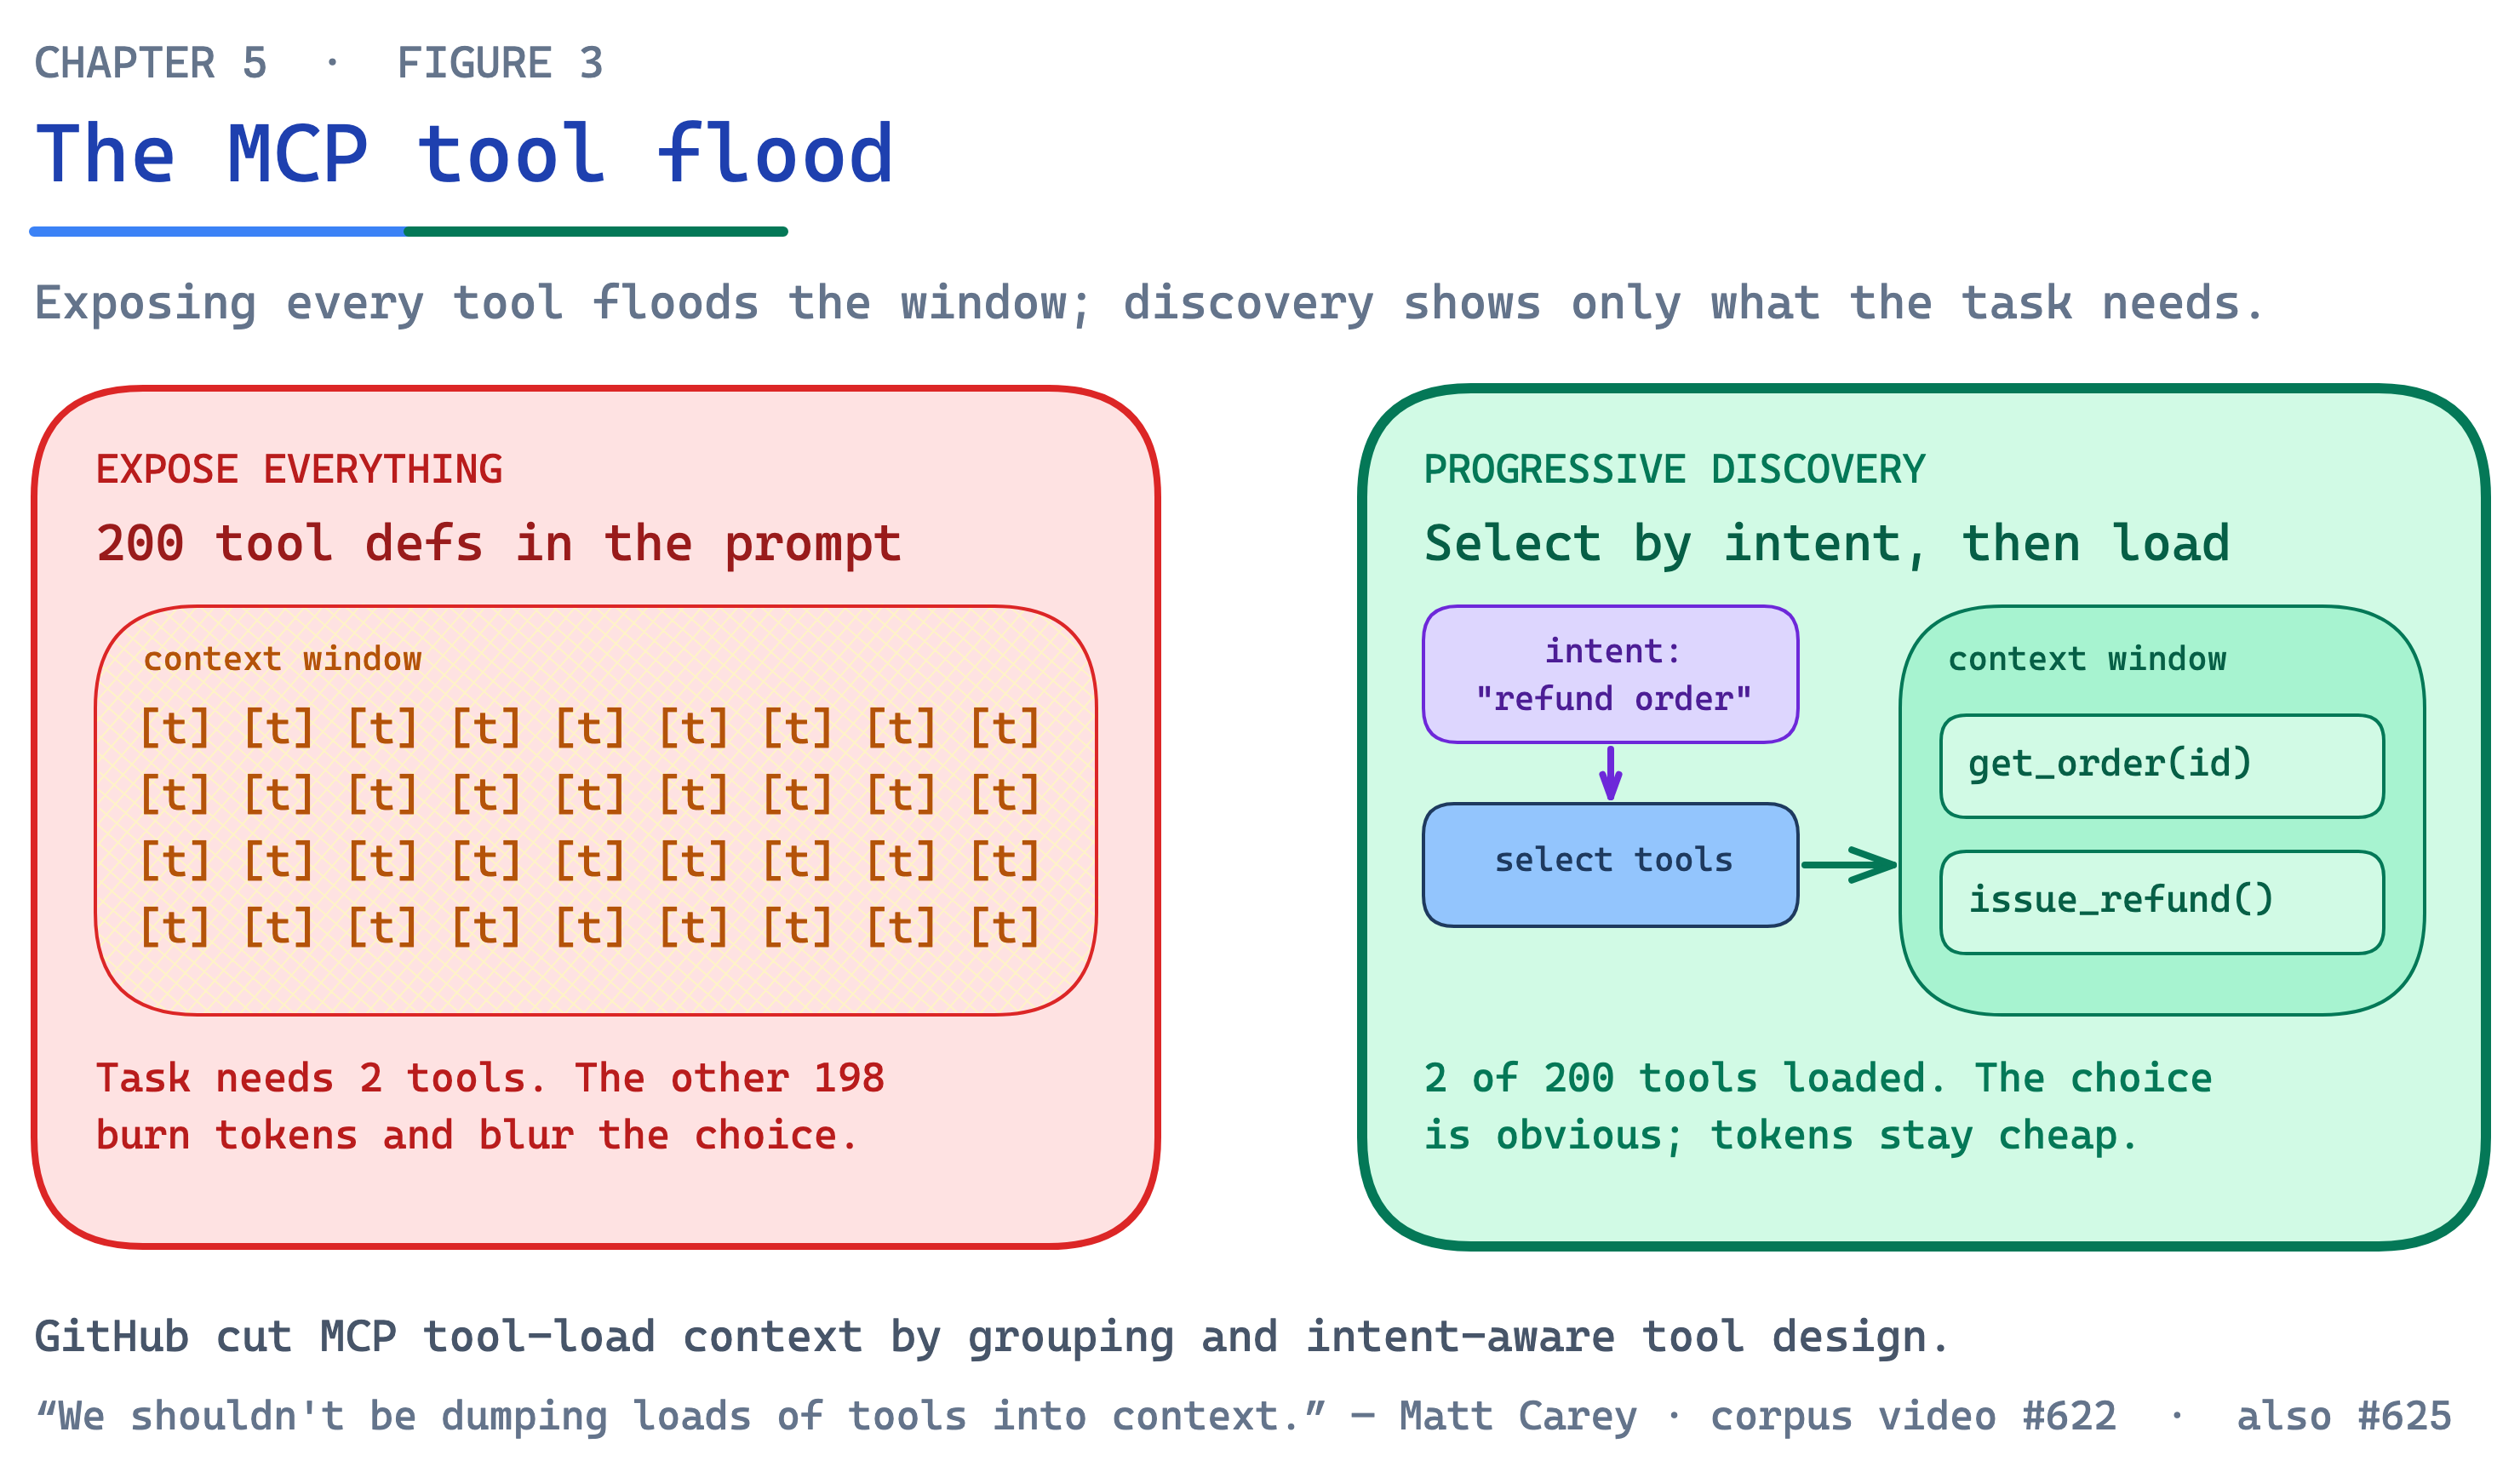 CHAPTER 5 · FIGURE 3
The MCP tool flood
Exposing every tool floods the window; discovery shows only what the task needs.
EXPOSE EVERYTHING
200 tool defs in the prompt
context window
[t] [t] [t] [t] [t] [t] [t] [t] [t]
[t] [t] [t] [t] [t] [t] [t] [t] [t]
[t] [t] [t] [t] [t] [t] [t] [t] [t]
[t] [t] [t] [t] [t] [t] [t] [t] [t]
Task needs 2 tools. The other 198
burn tokens and blur the choice.
PROGRESSIVE DISCOVERY
Select by intent, then load
intent:
"refund order"
select tools
context window
get_order(id)
issue_refund()
2 of 200 tools loaded. The choice
is obvious; tokens stay cheap.
GitHub cut MCP tool-load context by grouping and intent-aware tool design.
“We shouldn't be dumping loads of tools into context.” — Matt Carey · corpus video #622 · also #625